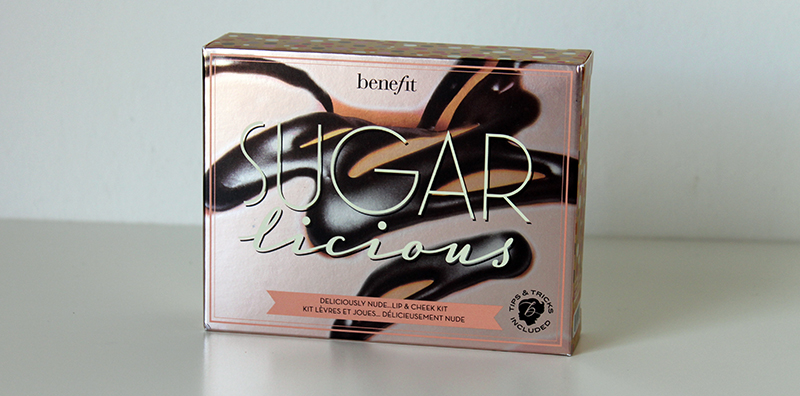 benefit
SUGAR
licious
DELICIOUSLY NUDE...LIP & CHEEK KIT
KIT LÈVRES ET JOUES... DÉLICIEUSEMENT NUDE
TIPS & TRICKS
INCLUDED